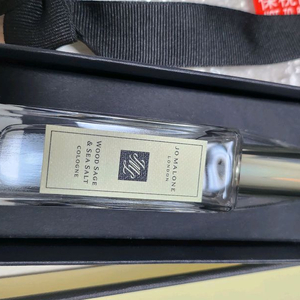 JO MALONE
LONDON
WOOD SAGE
& SEA SALT
COLOGNE